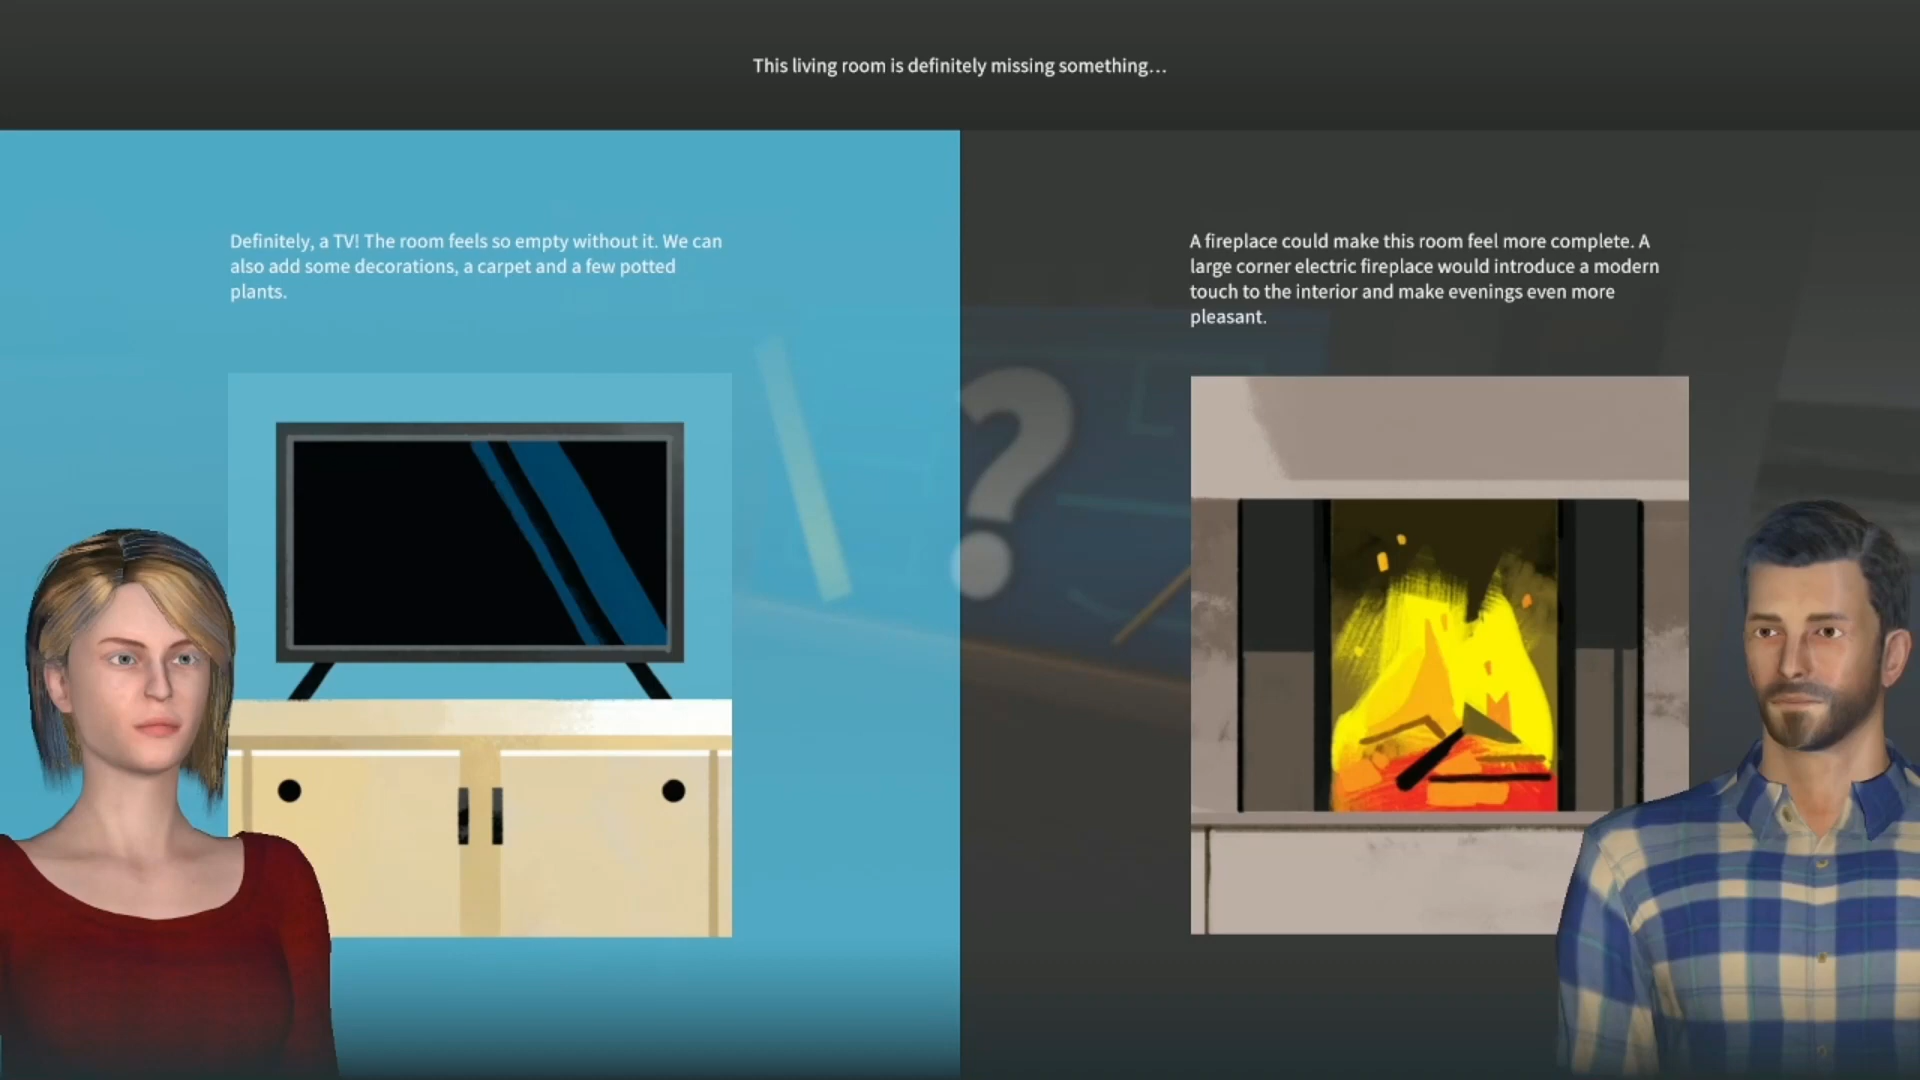 This living room is definitely missing something...
Definitely, a TV! The room feels so empty without it. We can
also add some decorations, a carpet and a few potted
plants.
A fireplace could make this room feel more complete. A
large corner electric fireplace would introduce a modern
touch to the interior and make evenings even more
pleasant.
?